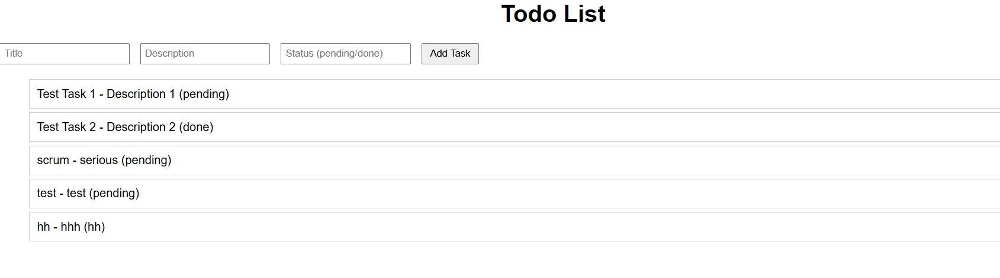 Todo List
Title Description Status (pending/done) Add Task
Test Task 1 - Description 1 (pending)
Test Task 2 - Description 2 (done)
scrum - serious (pending)
test - test (pending)
hh - hhh (hh)